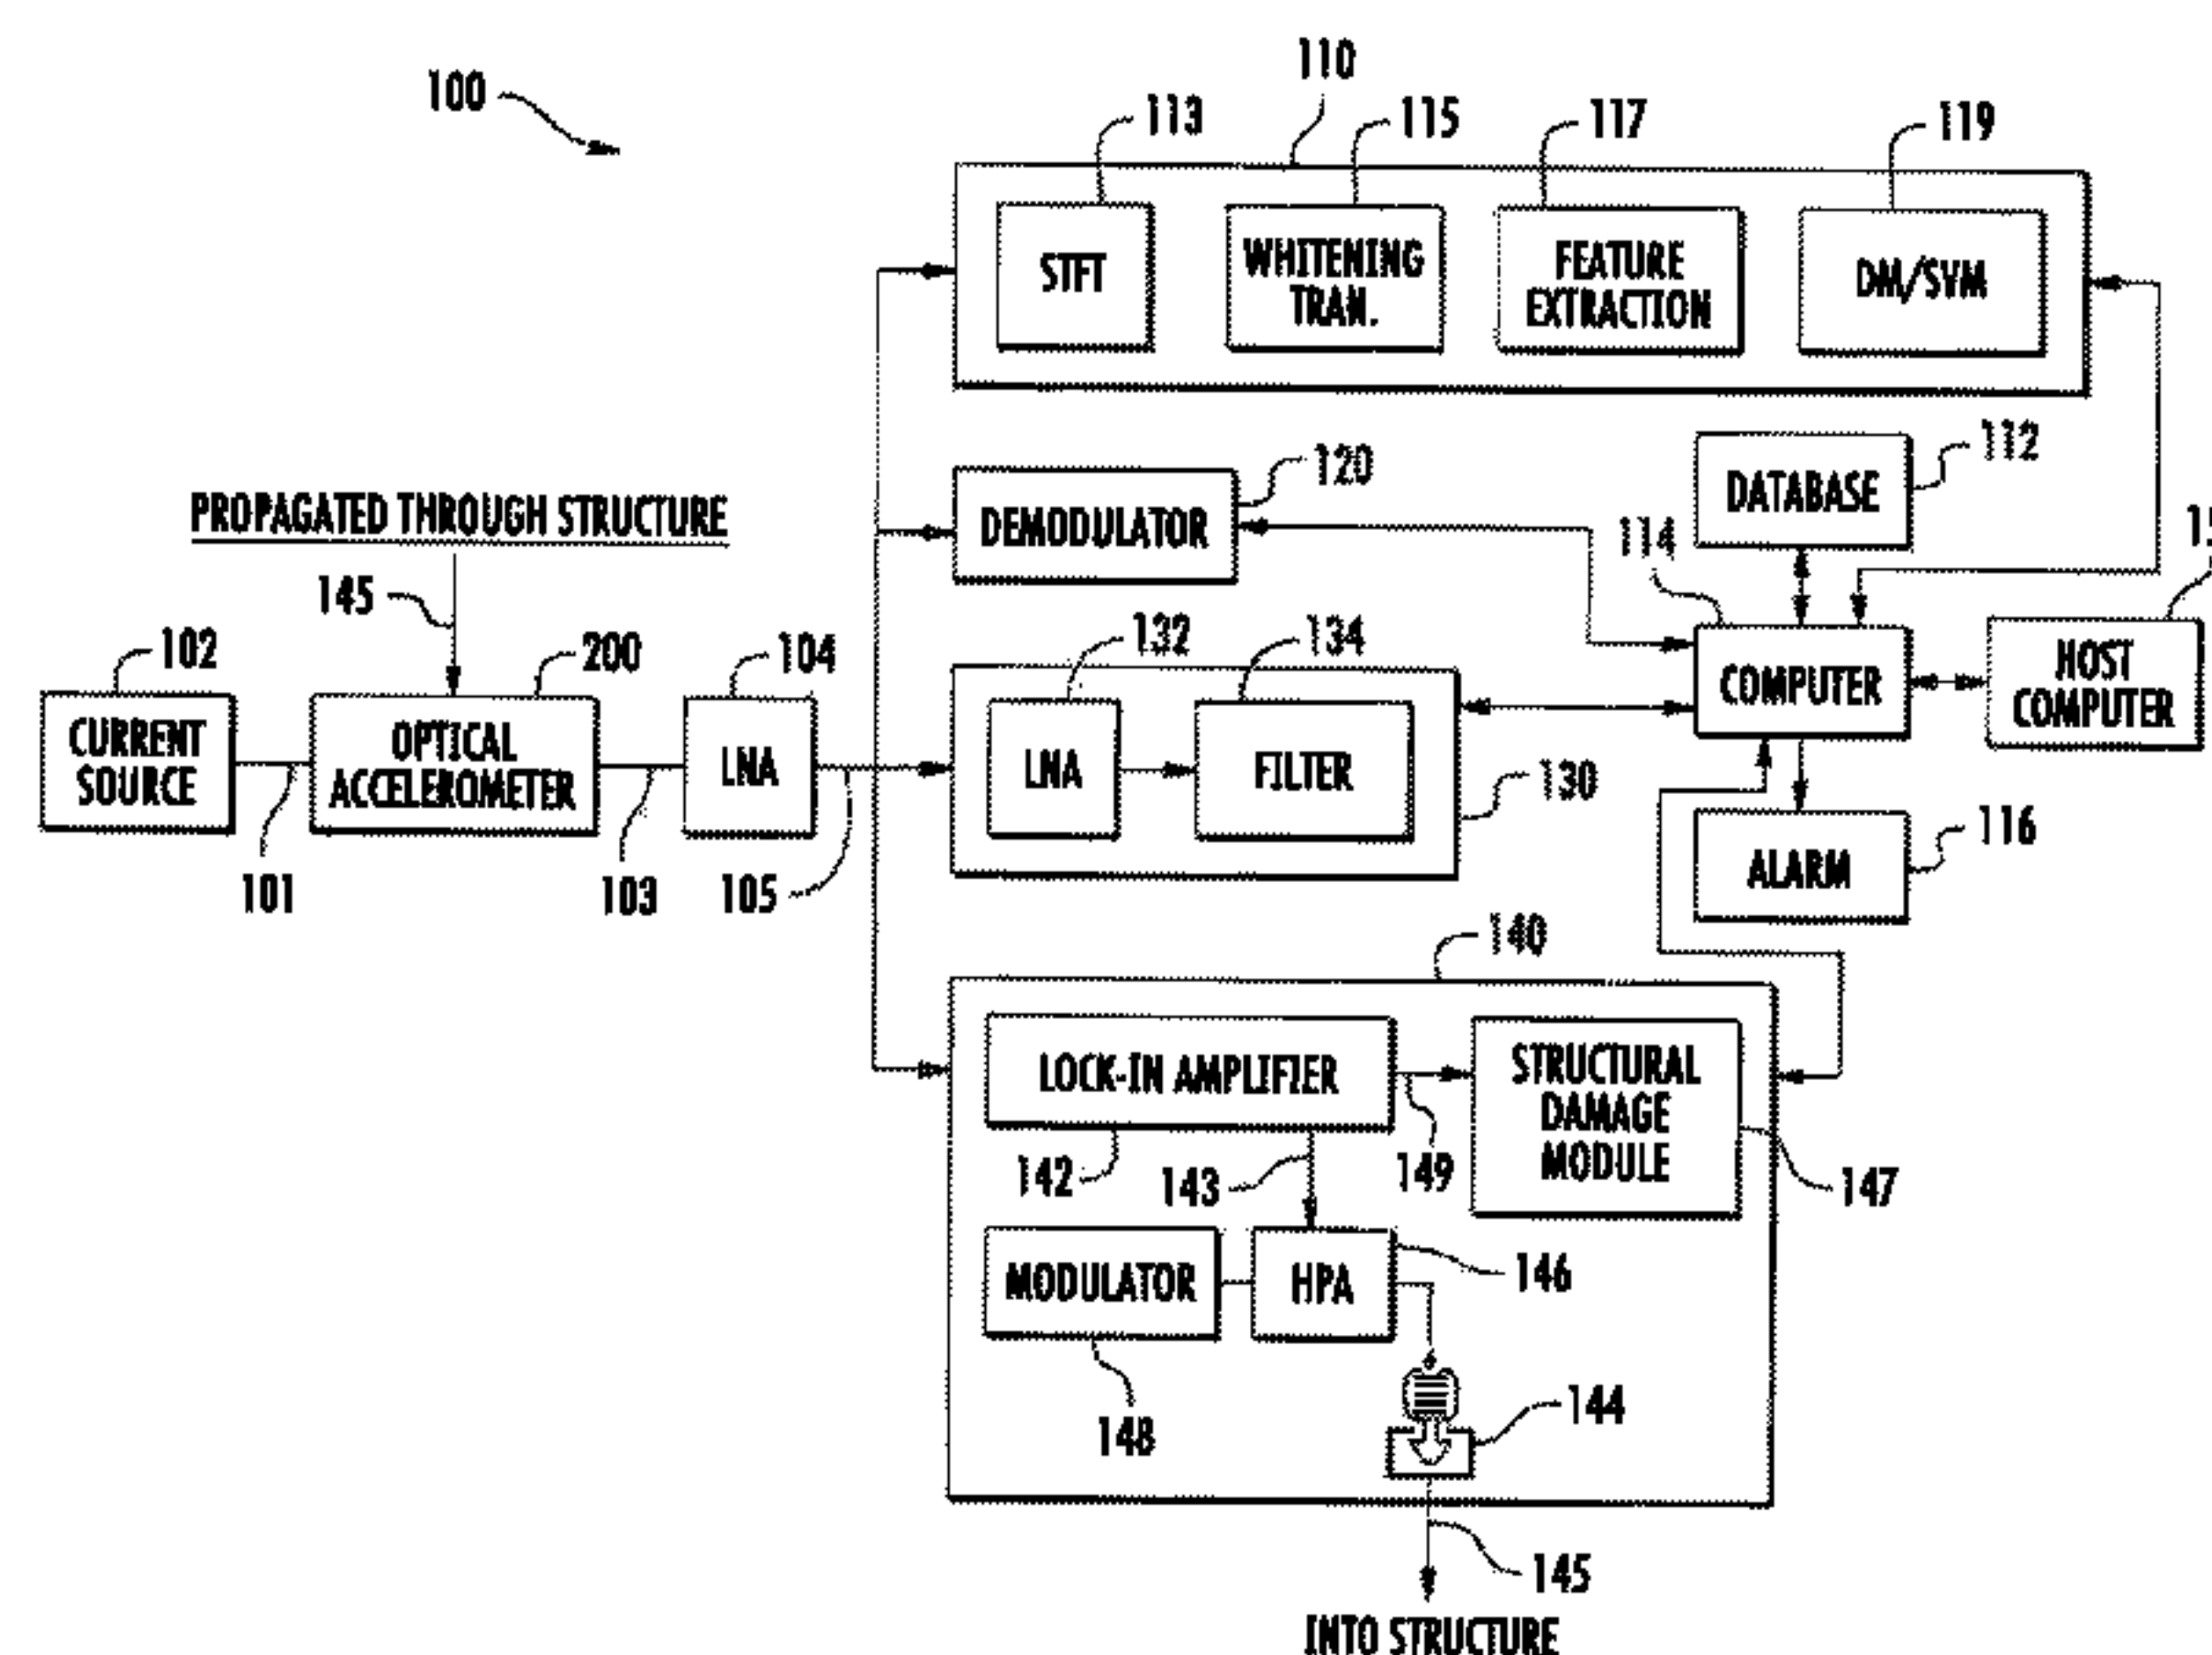 100
110
113
115
117
119
STFT
WHITENING
TRAN.
FEATURE
EXTRACTION
DM/SVM
120
DEMODULATOR
112
DATABASE
114
PROPAGATED THROUGH STRUCTURE
145
102
CURRENT
SOURCE
200
OPTICAL
ACCELEROMETER
104
LNA
101
103
105
132
LNA
134
FILTER
130
COMPUTER
HOST
COMPUTER
116
ALARM
140
LOCK-IN AMPLIFIER
STRUCTURAL
DAMAGE
MODULE
142
143
149
147
MODULATOR
HPA
146
148
144
145
INTO STRUCTURE